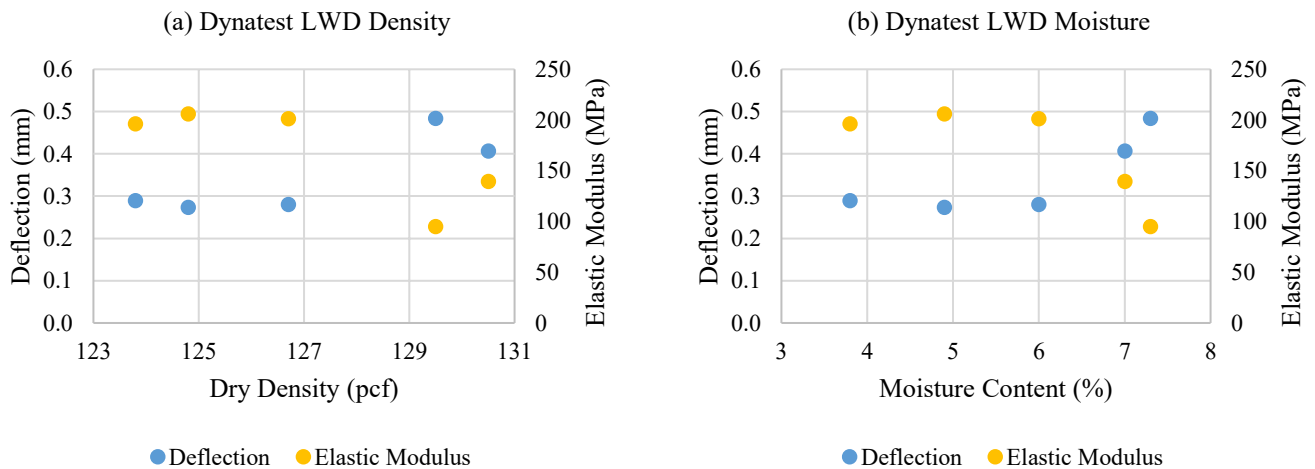 (a) Dynatest LWD Density
0.6
0.5
0.4
0.3
0.2
0.1
0.0
Deflection (mm)
250
200
150
100
50
0
Elastic Modulus (MPa)
123 125 127 129 131
Dry Density (pcf)
Deflection Elastic Modulus
(b) Dynatest LWD Moisture
0.6
0.5
0.4
0.3
0.2
0.1
0.0
Deflection (mm)
250
200
150
100
50
0
Elastic Modulus (MPa)
3 4 5 6 7 8
Moisture Content (%)
Deflection Elastic Modulus